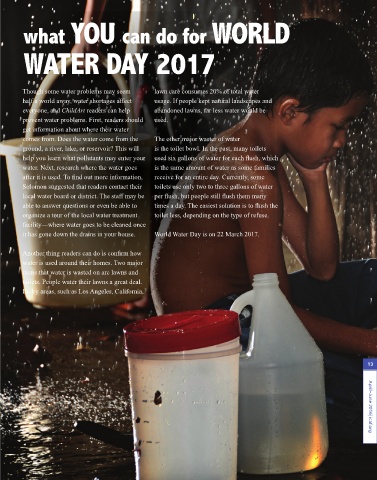 what YOU can do for WORLD
WATER DAY 2017
Though some water problems may seem
half a world away, water shortages affect
everyone, and ChildArt readers can help
prevent water problems. First, readers should
get information about where their water
comes from. Does the water come from the
ground, a river, lake, or reservoir? This will
help you learn what pollutants may enter your
water. Next, research where the water goes
after it is used. To find out more information,
Solomon suggested that readers contact their
local water board or district. The staff may be
able to answer questions or even be able to
organize a tour of the local water treatment
facility—where water goes to be cleaned once
it has gone down the drains in your house.
Another thing readers can do is confirm how
water is used around their homes. Two major
ways that water is wasted on are lawns and
toilets. People water their lawns a great deal.
In dry areas, such as Los Angeles, California,
lawn care consumes 20% of total water
usage. If people kept natural landscapes and
abandoned lawns, far less water would be
used.
The other major waster of water
is the toilet bowl. In the past, many toilets
used six gallons of water for each flush, which
is the same amount of water as some families
receive for an entire day. Currently, some
toilets use only two to three gallons of water
per flush, but people still flush them many
times a day. The easiest solution is to flush the
toilet less, depending on the type of refuse.
World Water Day is on 22 March 2017.
13